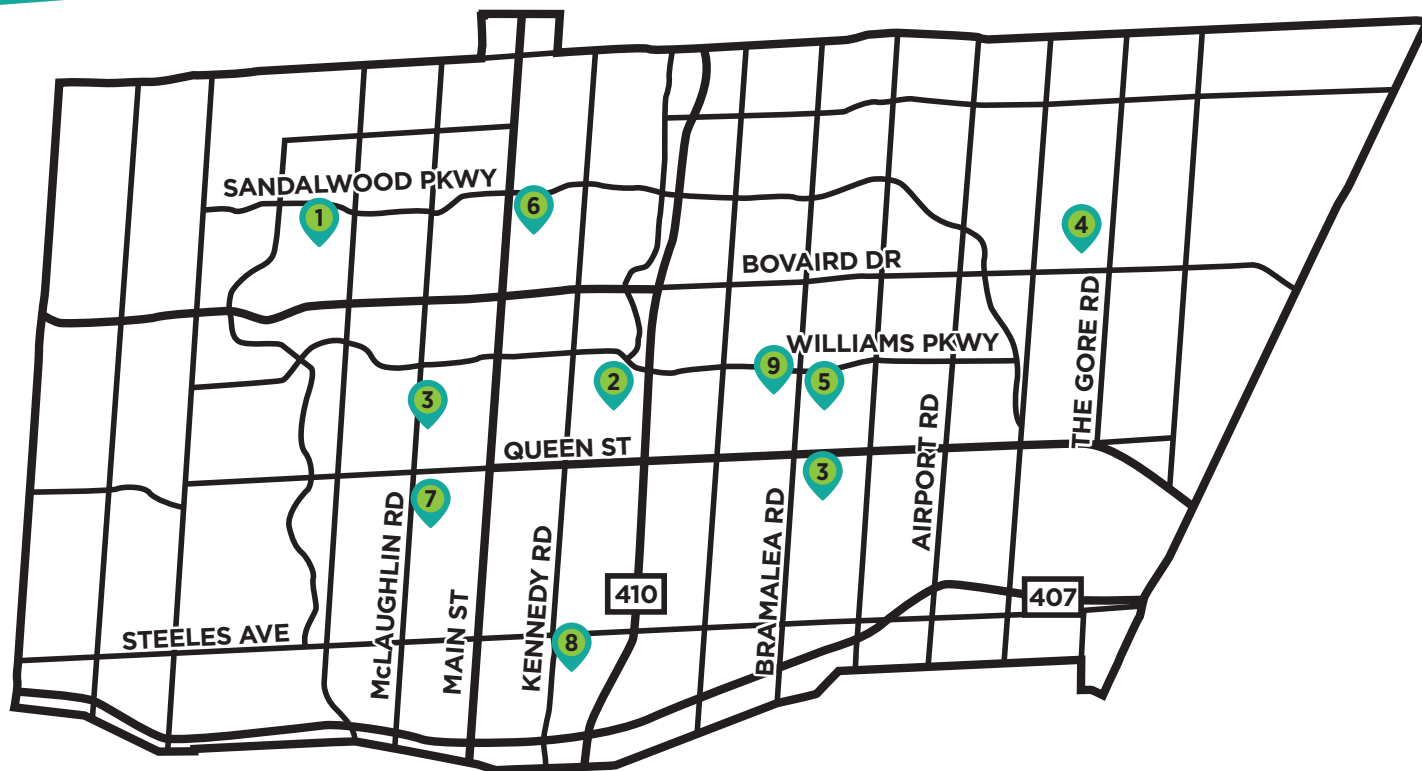 SANDALWOOD PKWY
1
6
4
BOVAIRD DR
THE GORE RD
WILLIAMS PKWY
9
5
2
3
QUEEN ST
AIRPORT RD
3
7
McLAUGHLIN RD
BRAMALEA RD
KENNEDY RD
410
407
MAIN ST
STEELES AVE
8